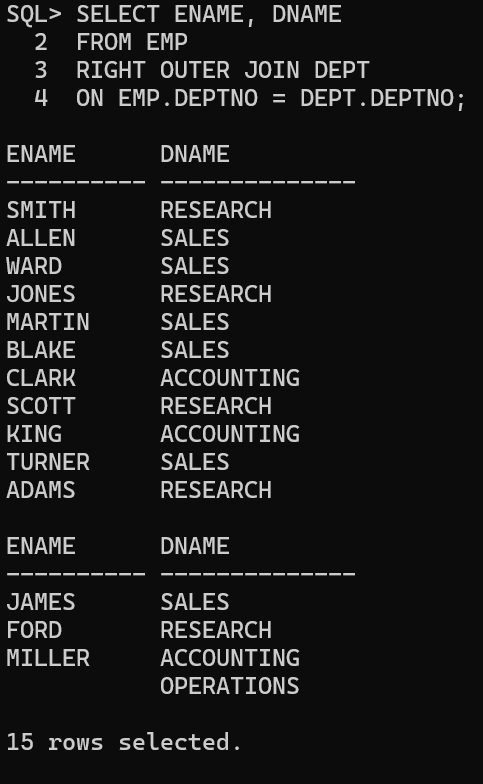 SQL> SELECT ENAME, DNAME
  2  FROM EMP
  3  RIGHT OUTER JOIN DEPT
  4  ON EMP.DEPTNO = DEPT.DEPTNO;

ENAME      DNAME
---------- --------------
SMITH      RESEARCH
ALLEN      SALES
WARD       SALES
JONES      RESEARCH
MARTIN     SALES
BLAKE      SALES
CLARK      ACCOUNTING
SCOTT      RESEARCH
KING       ACCOUNTING
TURNER     SALES
ADAMS      RESEARCH

ENAME      DNAME
---------- --------------
JAMES      SALES
FORD       RESEARCH
MILLER     ACCOUNTING
           OPERATIONS

15 rows selected.